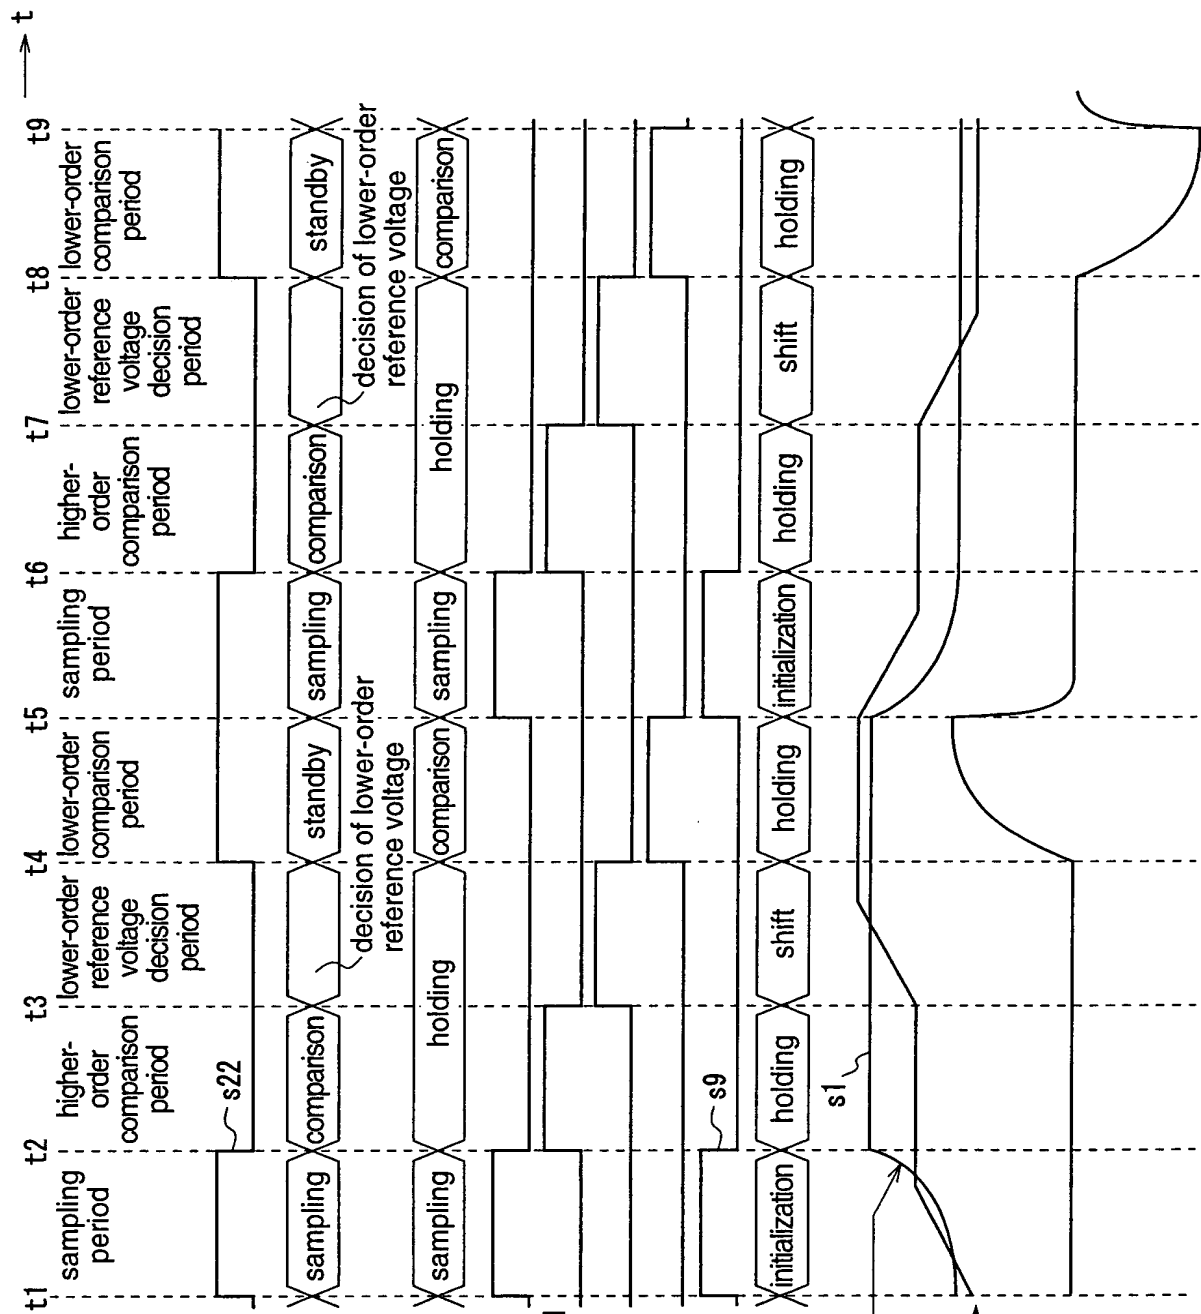 t
t1
t2
t3
t4
t5
t6
t7
t8
t9
sampling
period
higher-
order
comparison
period
lower-order
reference
voltage
decision
period
lower-order
comparison
period
sampling
period
higher-
order
comparison
period
lower-order
reference
voltage
decision
period
lower-order
comparison
period
s22
sampling
comparison
decision of lower-order
reference voltage
standby
sampling
comparison
decision of lower-order
reference voltage
standby
sampling
holding
comparison
sampling
holding
comparison
s9
initialization
holding
shift
holding
initialization
holding
shift
holding
s1